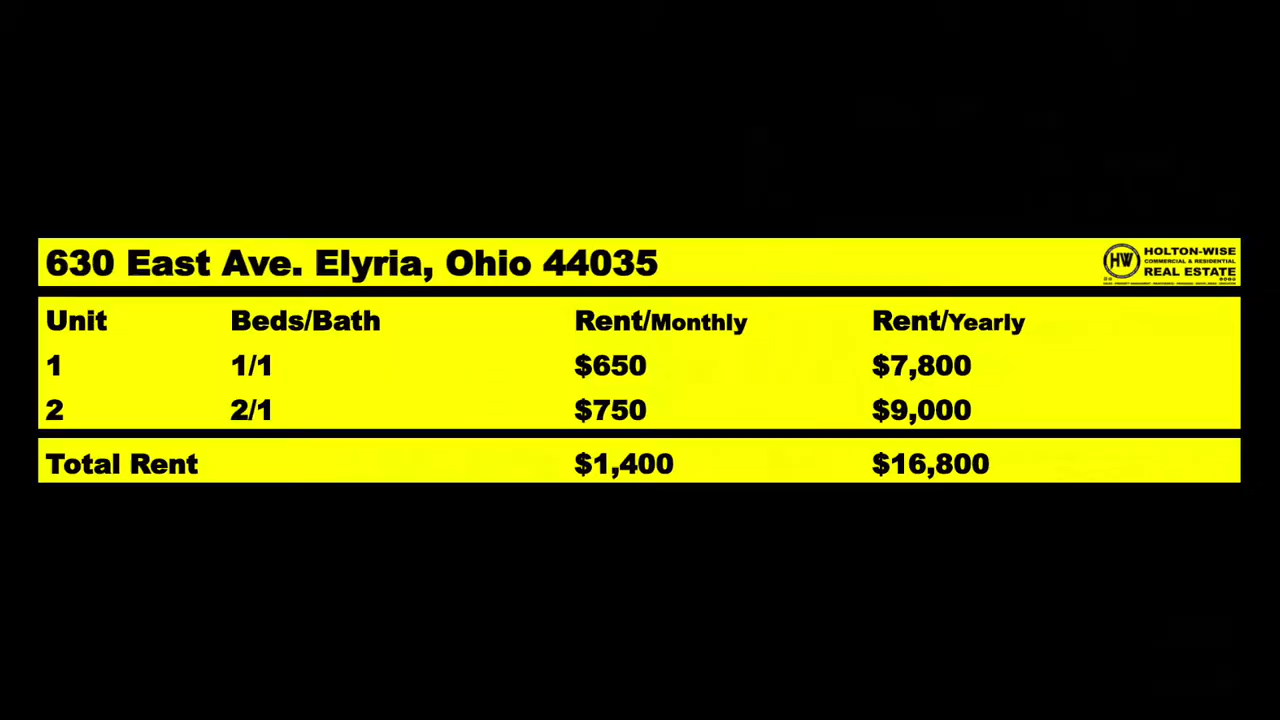 630 East Ave. Elyria, Ohio 44035
HW
HOLTON-WISE
COMMERCIAL & RESIDENTIAL
REAL ESTATE
Unit Beds/Bath Rent/Monthly Rent/Yearly
1 1/1 $650 $7,800
2 2/1 $750 $9,000
Total Rent $1,400 $16,800